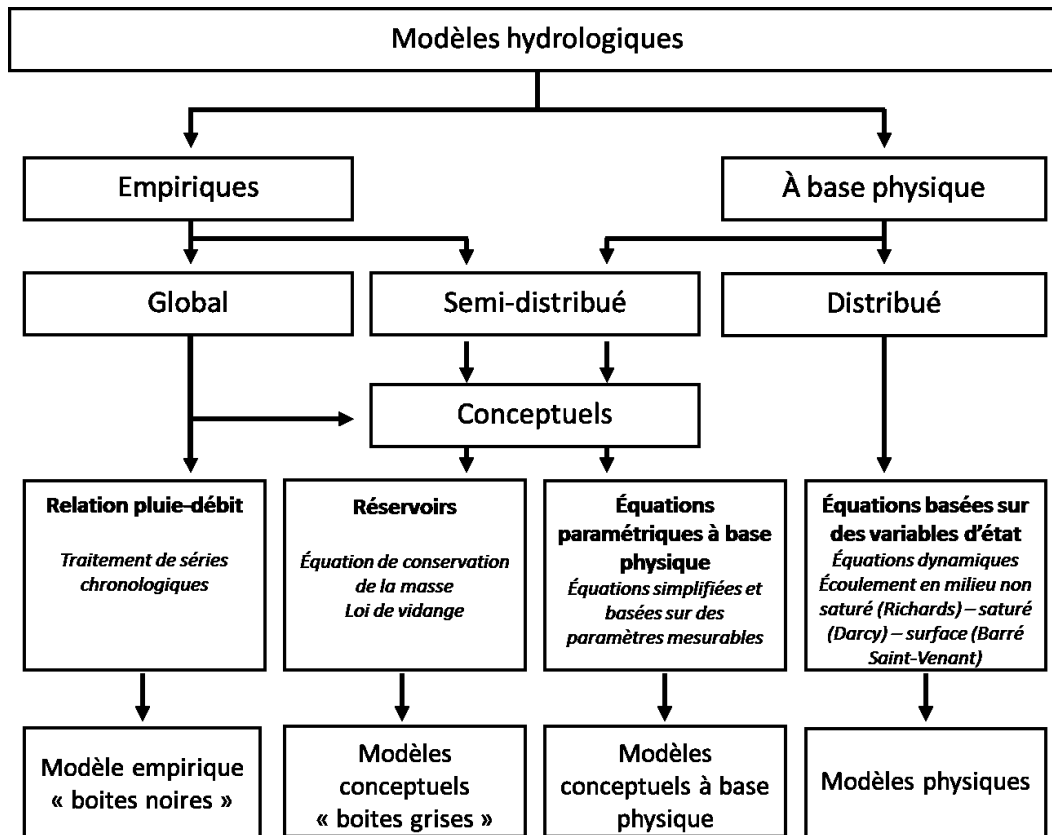 Modèles hydrologiques
Empiriques
À base physique
Global
Semi-distribué
Distribué
Conceptuels
Relation pluie-débit
Traitement de séries
chronologiques
Réservoirs
Équation de conservation
de la masse
Loi de vidange
Équations
paramétriques à base
physique
Équations simplifiées et
basées sur des
paramètres mesurables
Équations basées sur
des variables d'état
Équations dynamiques
Écoulement en milieu non
saturé (Richards) – saturé
(Darcy) – surface (Barré
Saint-Venant)
Modèle empirique
« boites noires »
Modèles
conceptuels
« boites grises »
Modèles
conceptuels à base
physique
Modèles physiques